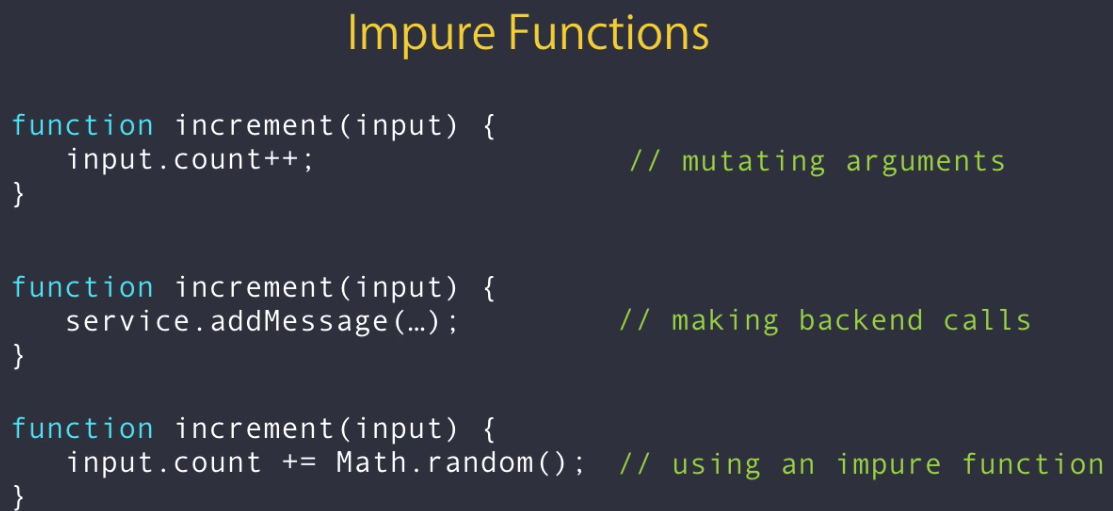 Impure Functions
function increment(input) {
input.count++; // mutating arguments
}
function increment(input) {
service.addMessage(…); // making backend calls
}
function increment(input) {
input.count += Math.random(); // using an impure function
}